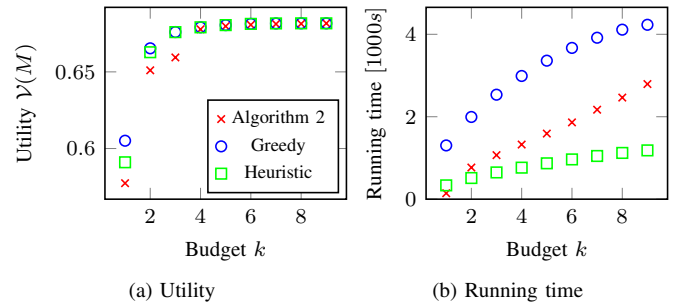 Utility V(M)
0.65
0.6
Algorithm 2
Greedy
Heuristic
2 4 6 8
Budget k
(a) Utility
Running time [1000s]
4
2
0
2 4 6 8
Budget k
(b) Running time